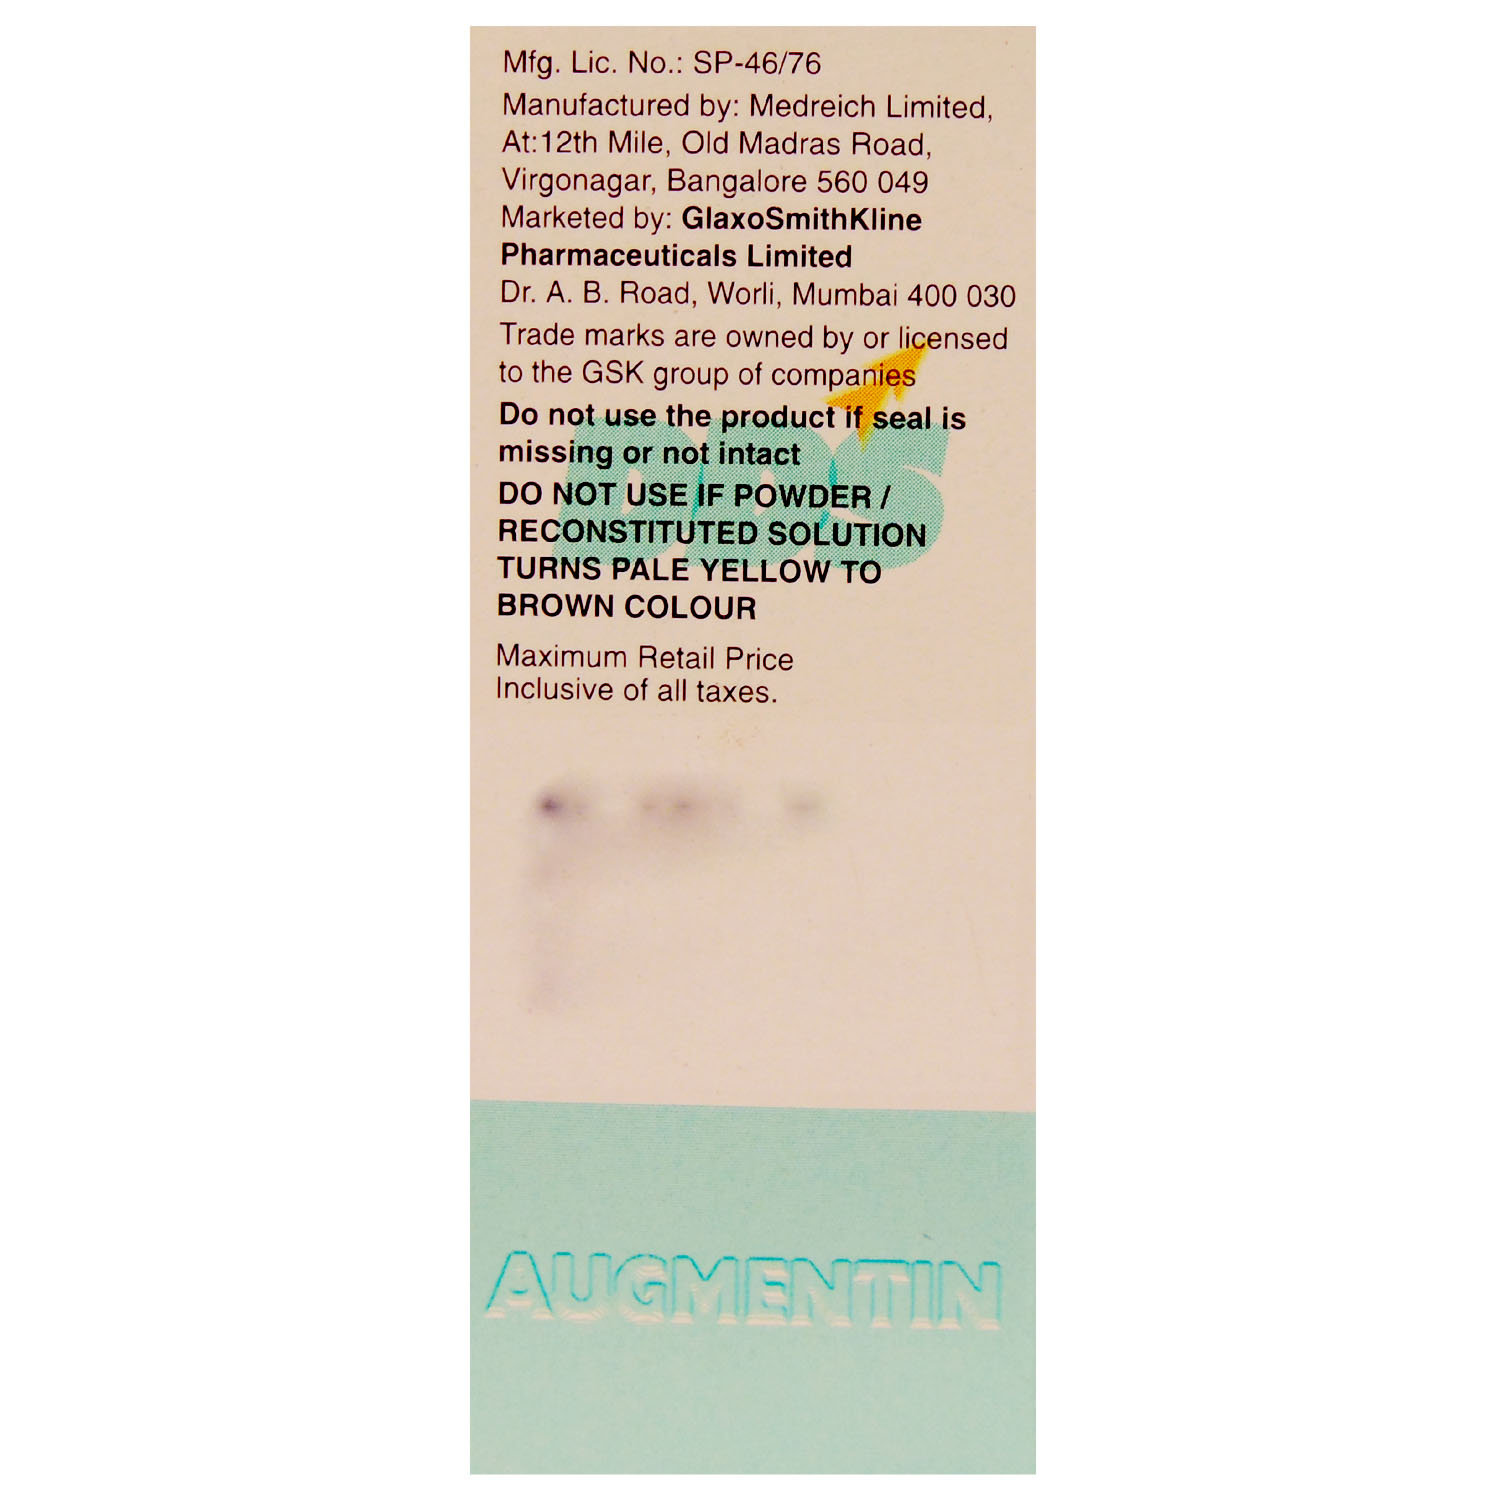 Mfg. Lic. No.: SP-46/76
Manufactured by: Medreich Limited,
At:12th Mile, Old Madras Road,
Virgonagar, Bangalore 560 049
Marketed by: GlaxoSmithKline
Pharmaceuticals Limited
Dr. A. B. Road, Worli, Mumbai 400 030
Trade marks are owned by or licensed
to the GSK group of companies
Do not use the product if seal is
missing or not intact
DDS
DO NOT USE IF POWDER /
RECONSTITUTED SOLUTION
TURNS PALE YELLOW TO
BROWN COLOUR
Maximum Retail Price
Inclusive of all taxes.
AUGMENTIN